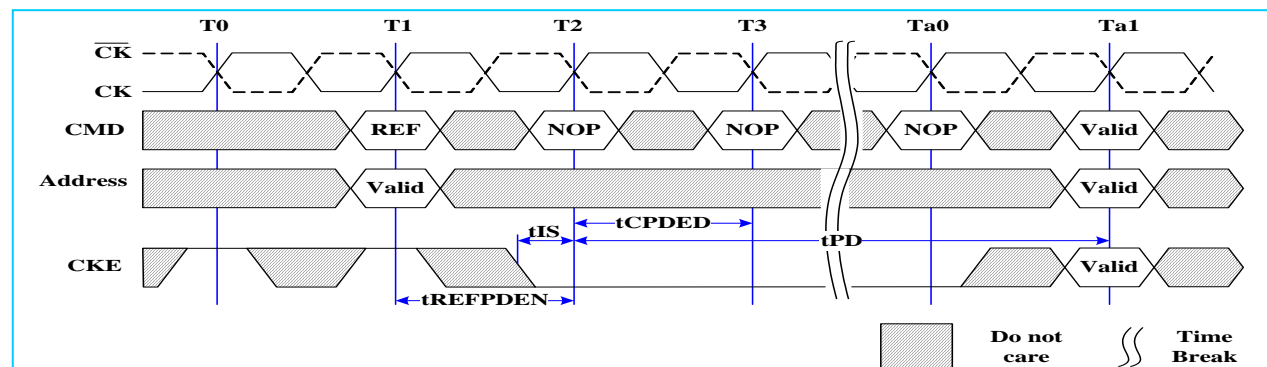 T0 T1 T2 T3 Ta0 Ta1
CK
CK
CMD REF NOP NOP NOP Valid
Address Valid Valid
tIS tCPDED
tPD
CKE Valid
tREFPDEN
Do not care
Time Break